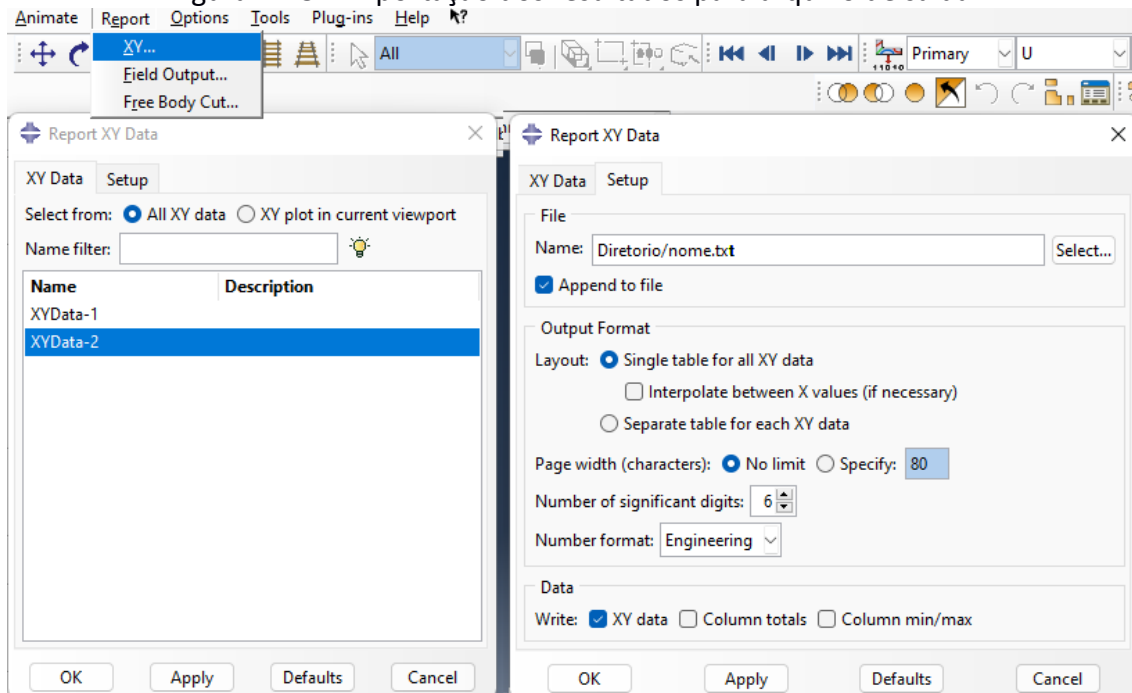 Animate Report Options Tools Plug-ins Help
XY...
Field Output...
Free Body Cut...
All
Primary
U
Report XY Data
XY Data Setup
Select from: All XY data XY plot in current viewport
Name filter:
Name Description
XYData-1
XYData-2
OK Apply Defaults Cancel
Report XY Data
XY Data Setup
File
Name: Diretorio/nome.txt Select...
Append to file
Output Format
Layout: Single table for all XY data
Interpolate between X values (if necessary)
Separate table for each XY data
Page width (characters): No limit Specify: 80
Number of significant digits: 6
Number format: Engineering
Data
Write: XY data Column totals Column min/max
OK Apply Defaults Cancel